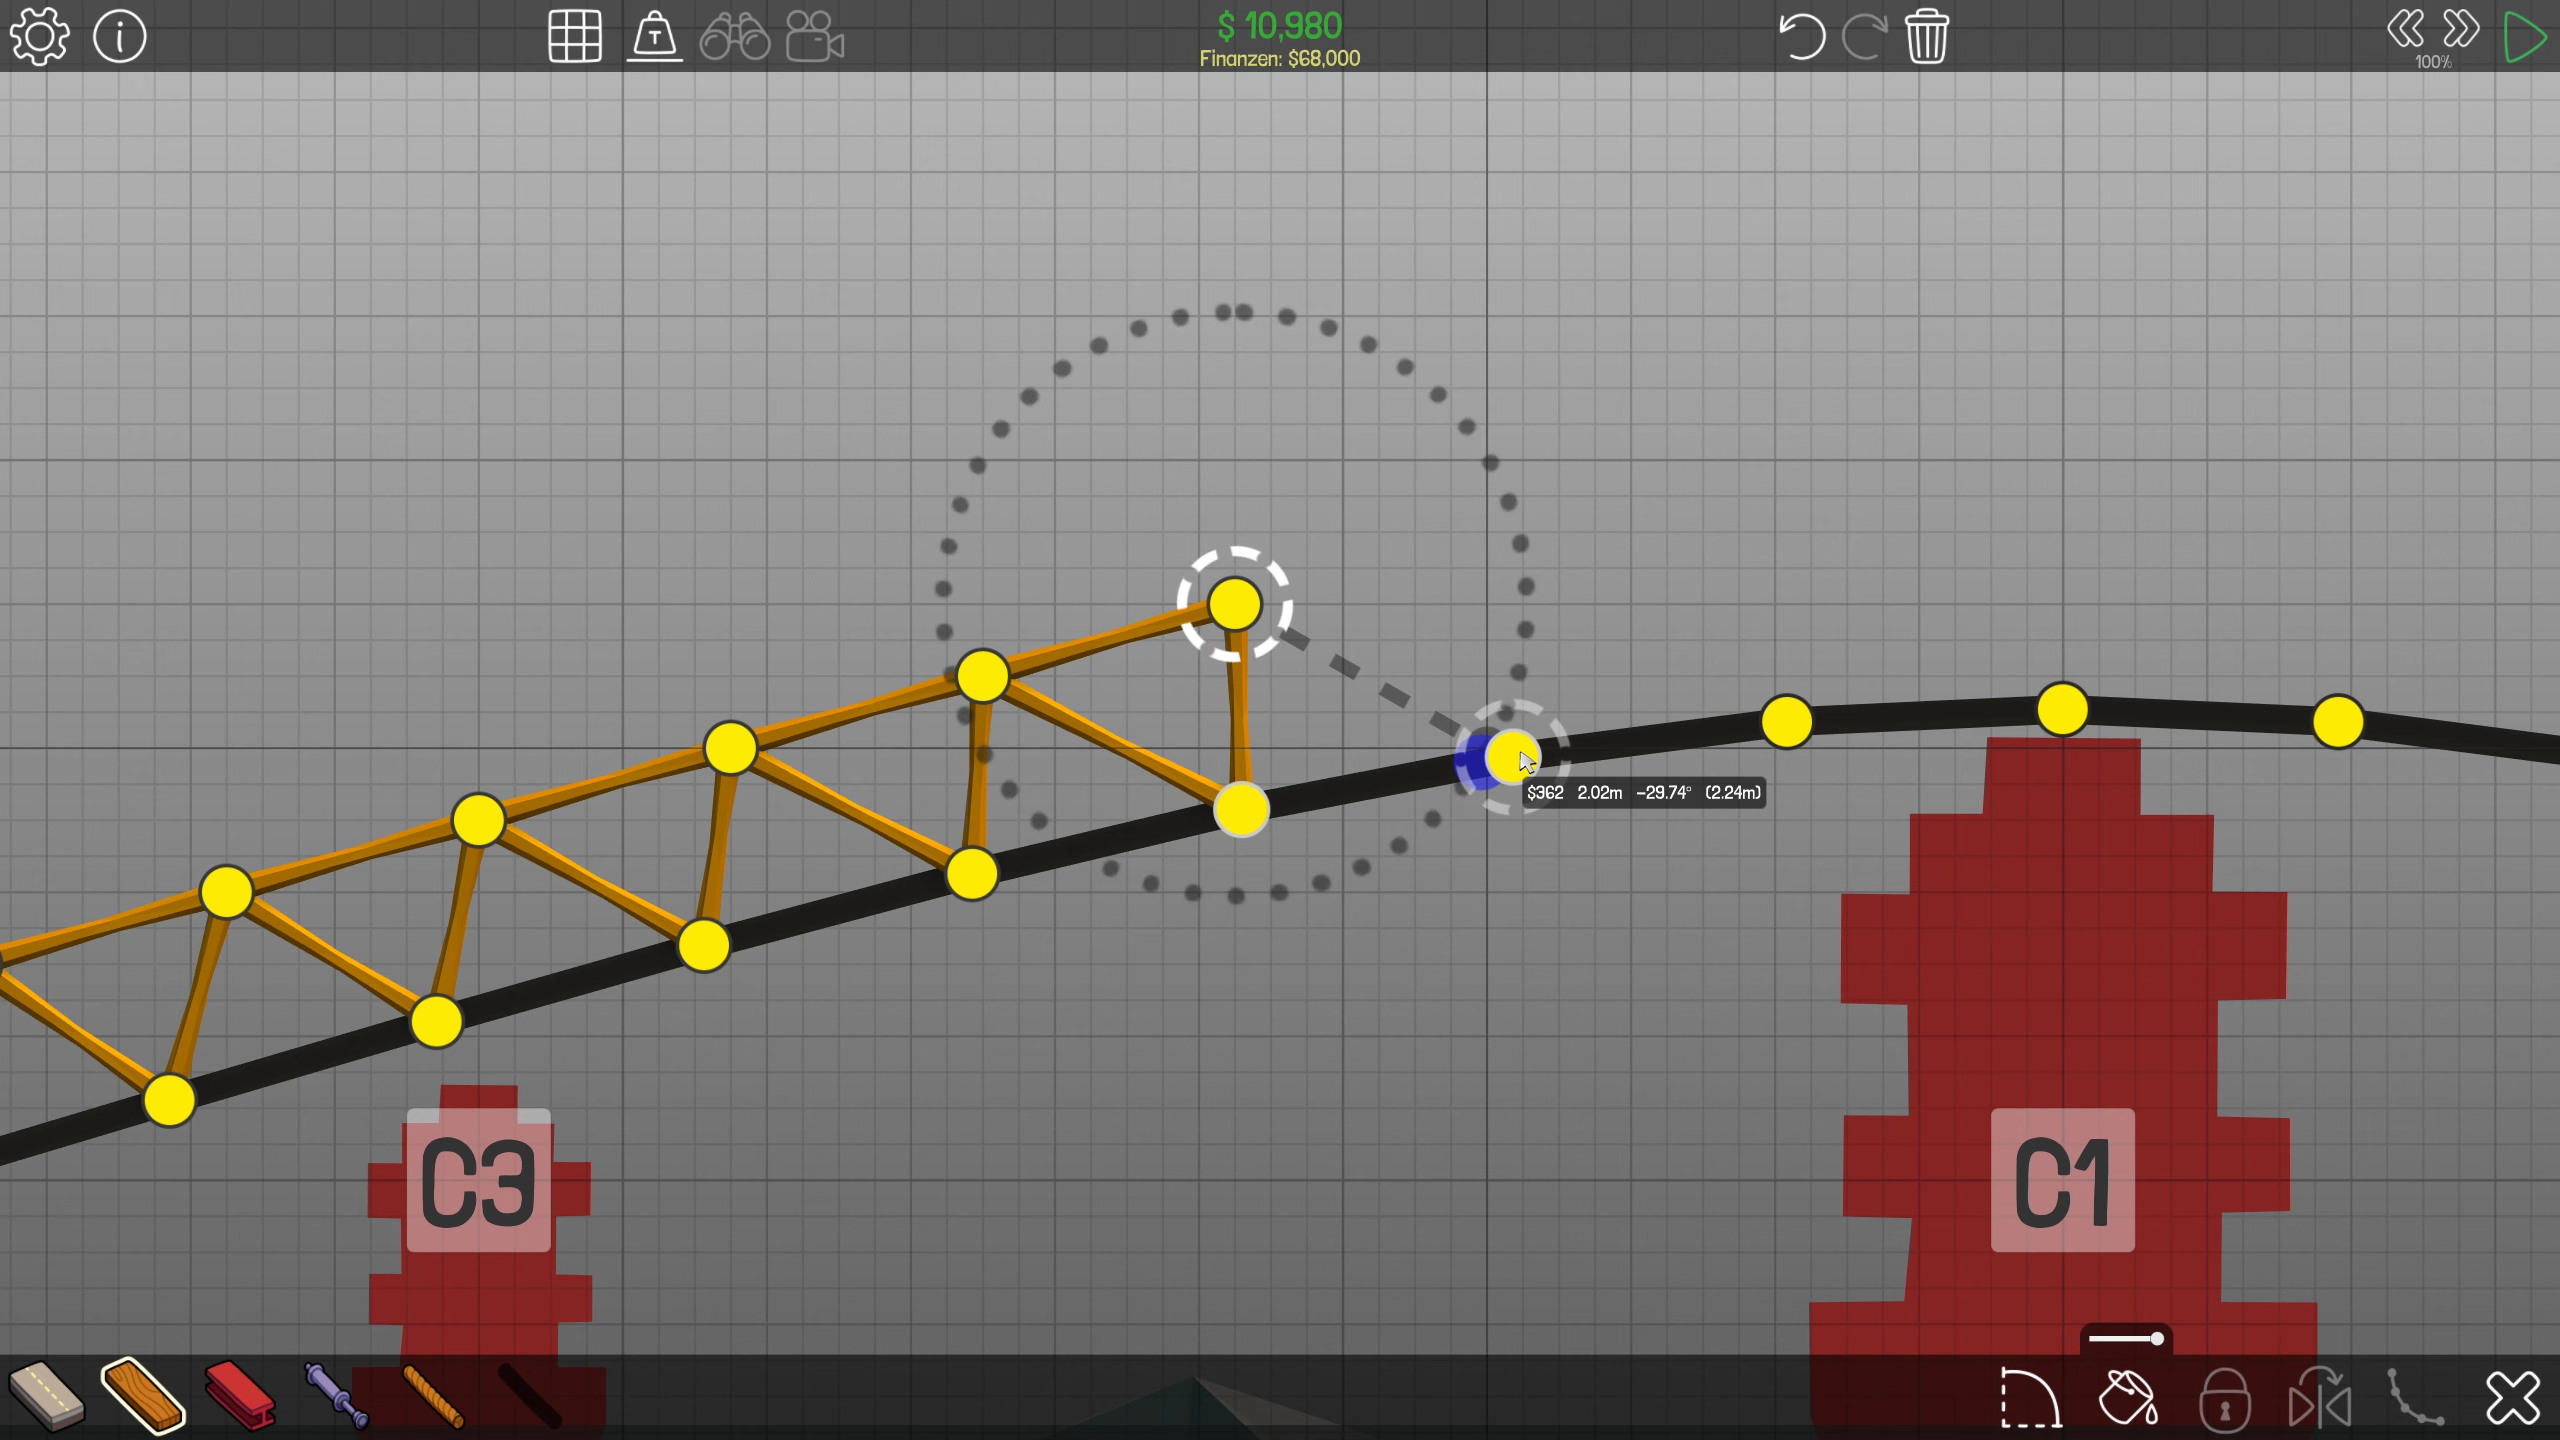 $ 10,980
Finanzen: $68,000
100%
T
i
$362 2.02m -29.74° (2.24m)
C3
C1